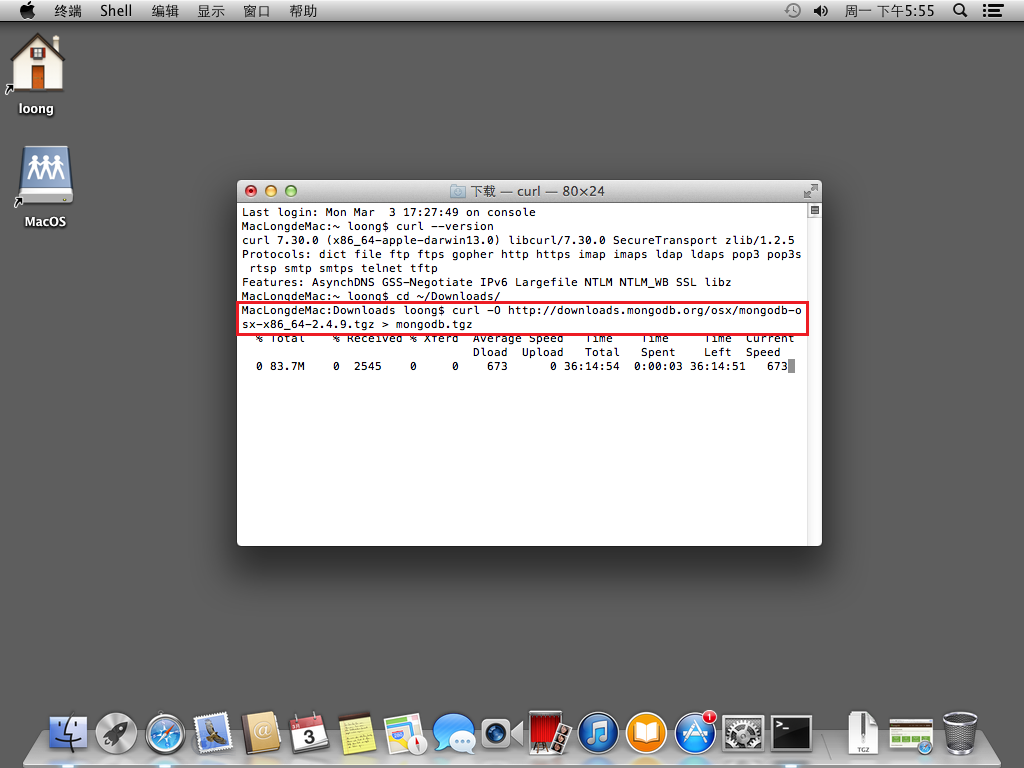 终端 Shell 编辑 显示 窗口 帮助 周一 下午5:55
loong
MacOS
下载 — curl — 80×24
Last login: Mon Mar  3 17:27:49 on console
MacLongdeMac:~ loong$ curl --version
curl 7.30.0 (x86_64-apple-darwin13.0) libcurl/7.30.0 SecureTransport zlib/1.2.5
Protocols: dict file ftp ftps gopher http https imap imaps ldap ldaps pop3 pop3s
 rtsp smtp smtps telnet tftp
Features: AsynchDNS GSS-Negotiate IPv6 Largefile NTLM NTLM_WB SSL libz
MacLongdeMac:~ loong$ cd ~/Downloads/
MacLongdeMac:Downloads loong$ curl -O http://downloads.mongodb.org/osx/mongodb-o
sx-x86_64-2.4.9.tgz > mongodb.tgz
  % Total    % Received % Xferd  Average Speed   Time    Time     Time  Current
                                 Dload  Upload   Total   Spent    Left  Speed
  0 83.7M    0  2545    0     0    673      0 36:14:54  0:00:03 36:14:51   673
3
1
TGZ